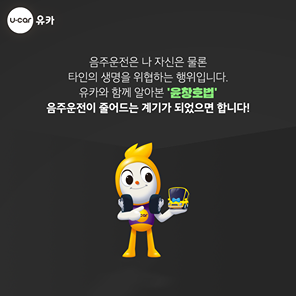 u-car 유카
음주운전은 나 자신은 물론
타인의 생명을 위협하는 행위입니다.
유카와 함께 알아본 '윤창호법'
음주운전이 줄어드는 계기가 되었으면 합니다!